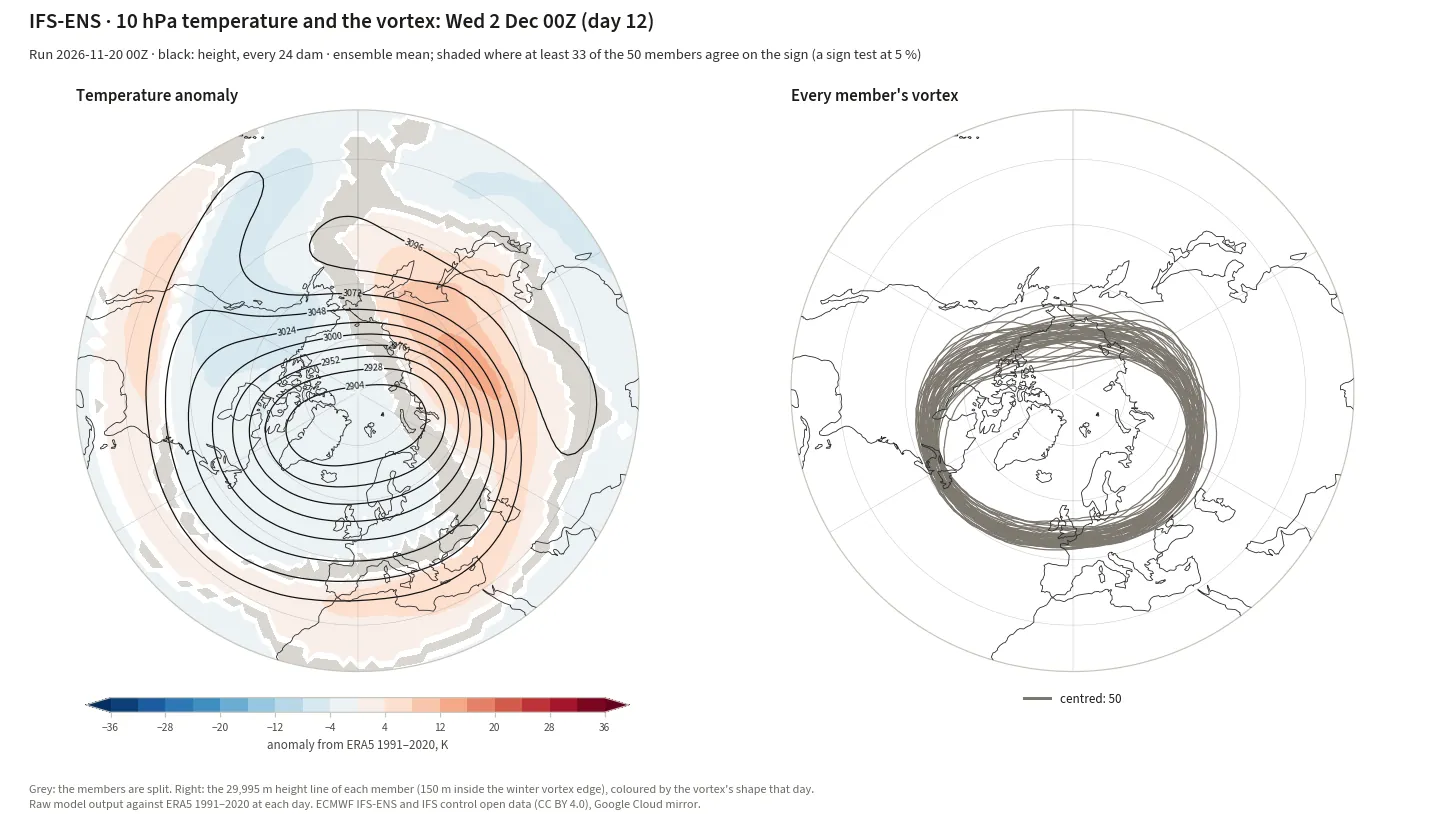 IFS-ENS · 10 hPa temperature and the vortex: Wed 2 Dec 00Z (day 12)
Run 2026-11-20 00Z · black: height, every 24 dam · ensemble mean; shaded where at least 33 of the 50 members agree on the sign (a sign test at 5 %)
Temperature anomaly
Every member's vortex
3096
3072
3048
3024
3000
2976
2952
2928
2904
−36 −28 −20 −12 −4 4 12 20 28 36
anomaly from ERA5 1991–2020, K
centred: 50
Grey: the members are split. Right: the 29,995 m height line of each member (150 m inside the winter vortex edge), coloured by the vortex's shape that day.
Raw model output against ERA5 1991–2020 at each day. ECMWF IFS-ENS and IFS control open data (CC BY 4.0), Google Cloud mirror.